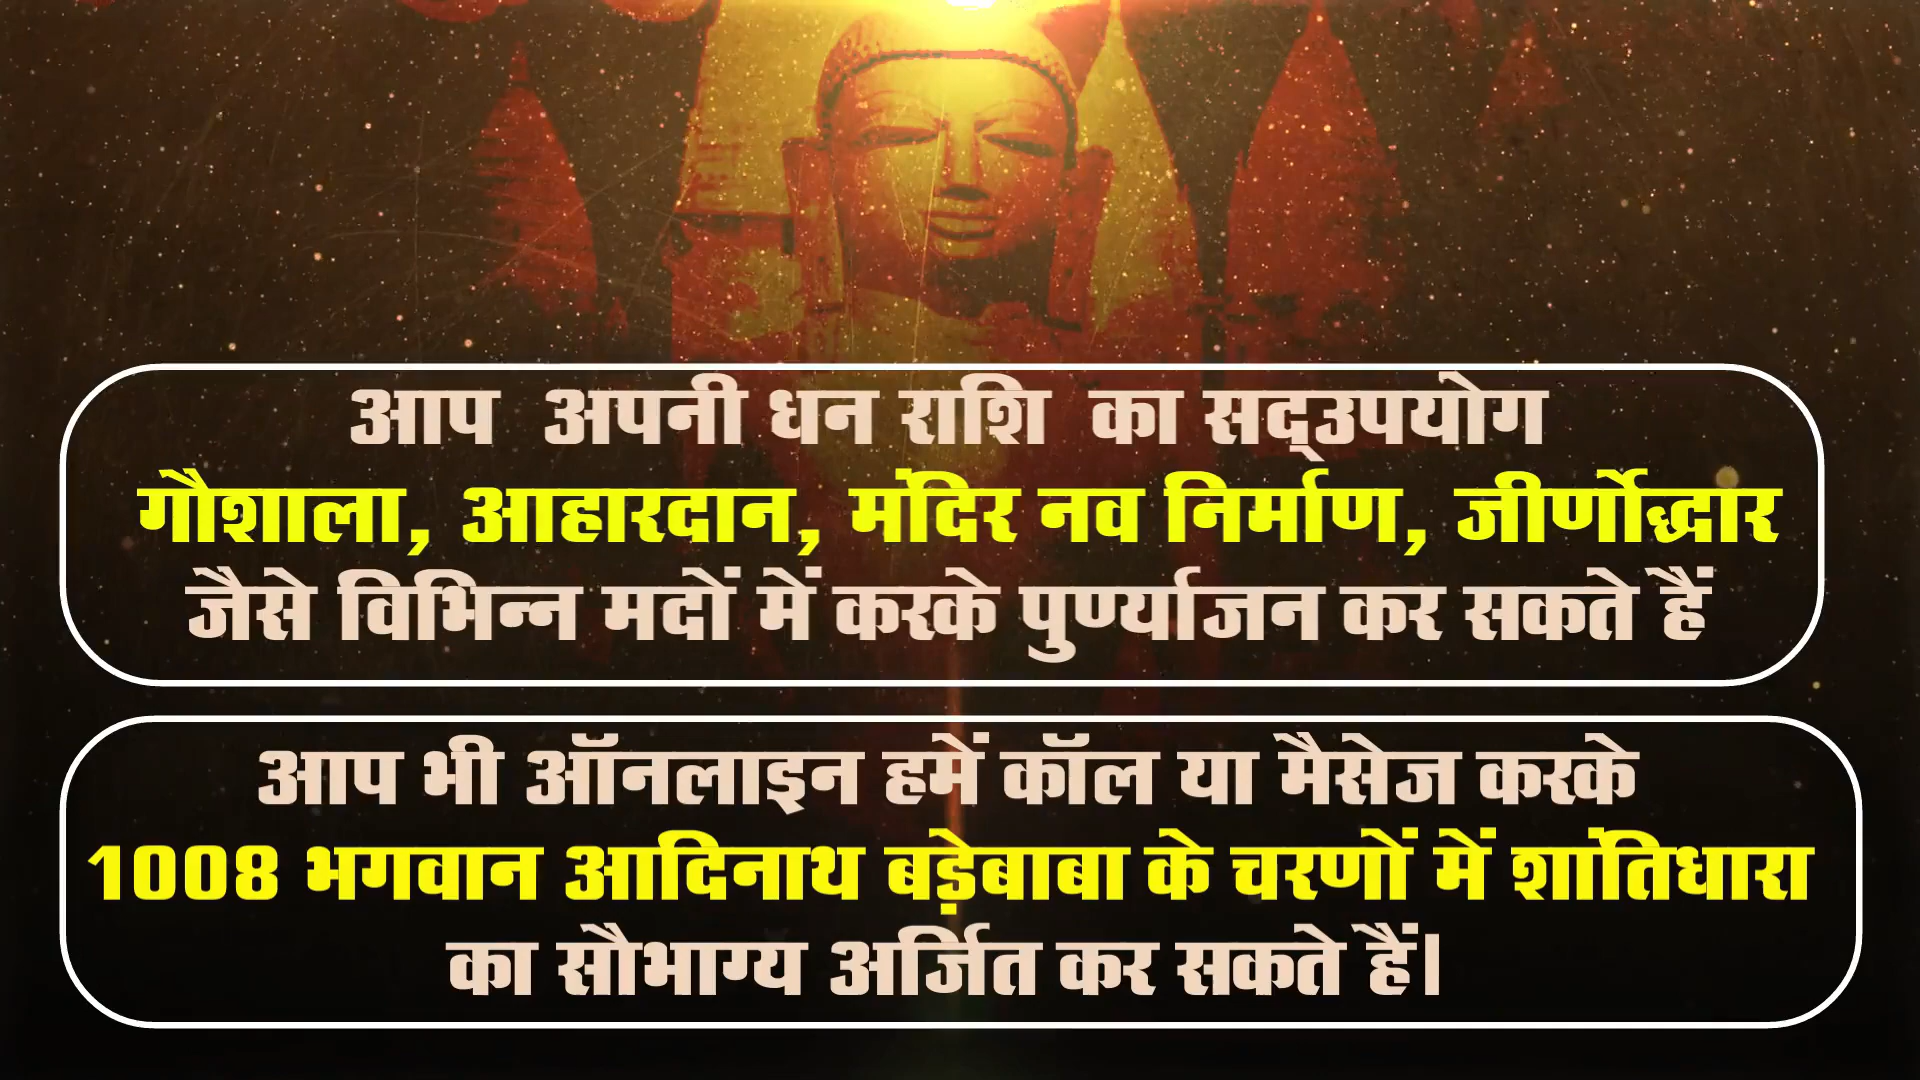 आप अपनी धन राशि का सद्उपयोग
गौशाला, आहारदान, मंदिर नव निर्माण, जीर्णोद्धार
जैसे विभिन्न मदों में करके पुर्ण्याजन कर सकते हैं
आप भी ऑनलाइन हमें कॉल या मैसेज करके
1008 भगवान आदिनाथ बड़ेबाबा के चरणों में शांतिधारा
का सौभाग्य अर्जित कर सकते हैं।